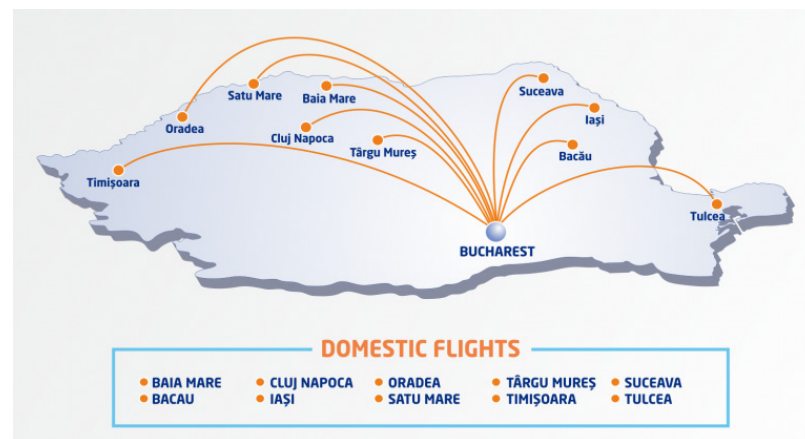 Suceava
Satu Mare
Baia Mare
Iași
Oradea
Cluj Napoca
Târgu Mureș
Bacău
Timișoara
Tulcea
BUCHAREST
DOMESTIC FLIGHTS
BAIA MARE
CLUJ NAPOCA
ORADEA
TÂRGU MUREȘ
SUCEAVA
BACAU
IAȘI
SATU MARE
TIMIȘOARA
TULCEA